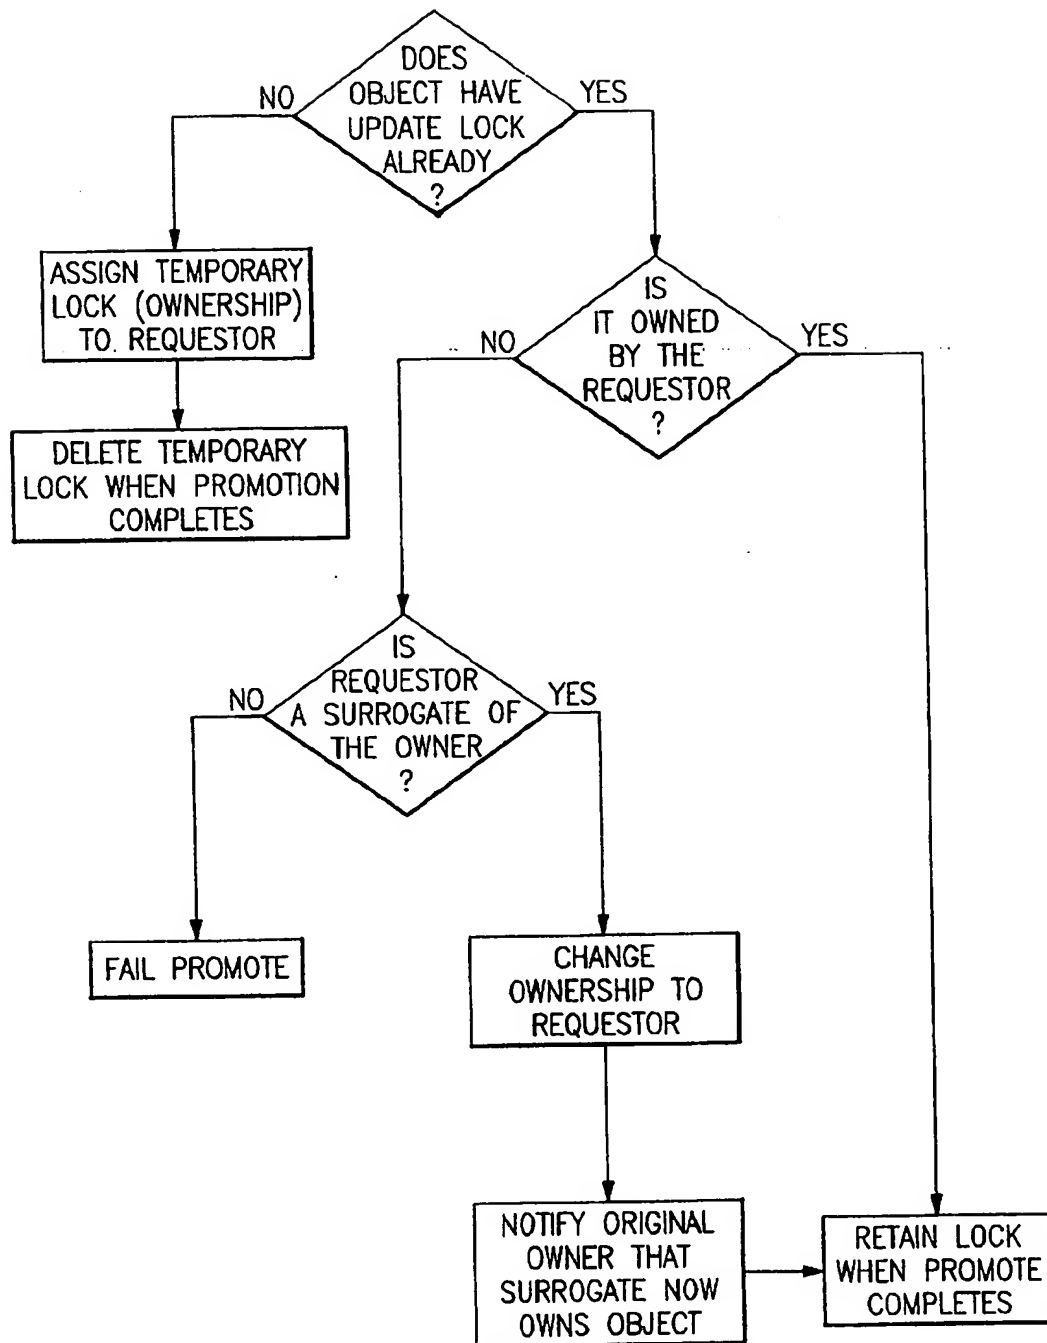 DOES
OBJECT HAVE
UPDATE LOCK
ALREADY
?
NO
YES
ASSIGN TEMPORARY
LOCK (OWNERSHIP)
TO REQUESTOR
DELETE TEMPORARY
LOCK WHEN PROMOTION
COMPLETES
IS
IT OWNED
BY THE
REQUESTOR
?
NO
YES
IS
REQUESTOR
A SURROGATE OF
THE OWNER
?
NO
YES
FAIL PROMOTE
CHANGE
OWNERSHIP TO
REQUESTOR
NOTIFY ORIGINAL
OWNER THAT
SURROGATE NOW
OWNS OBJECT
RETAIN LOCK
WHEN PROMOTE
COMPLETES